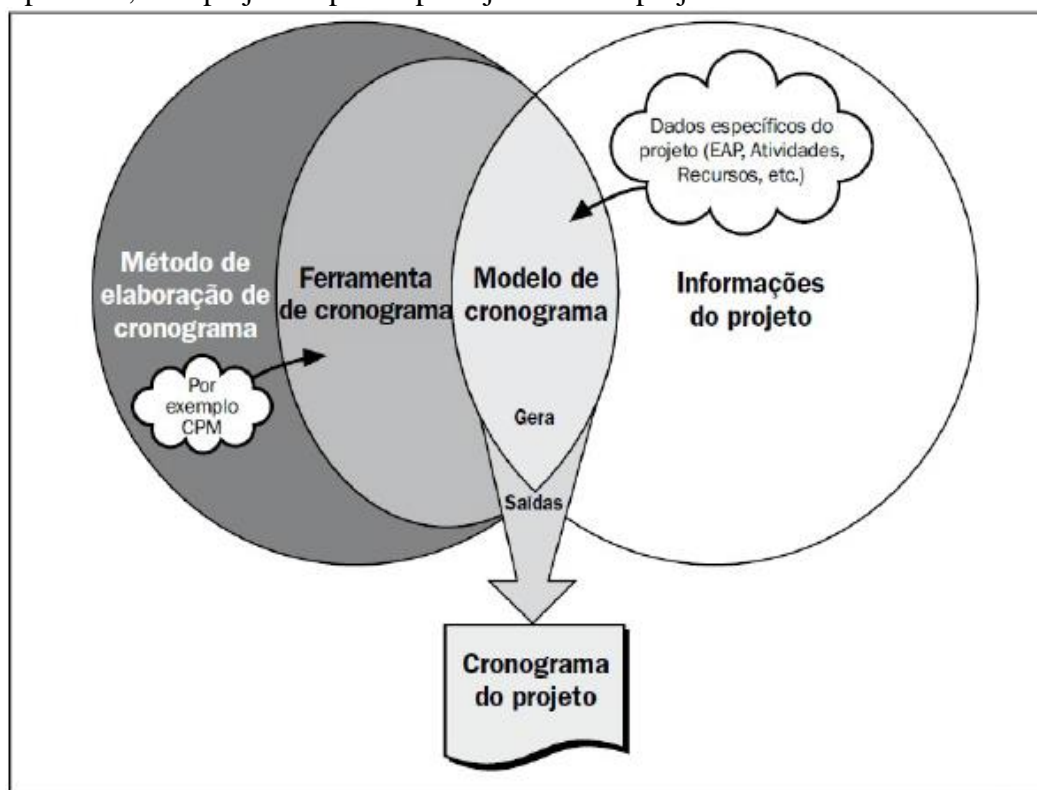 Dados específicos do
projeto (EAP, Atividades,
Recursos, etc.)
Método de
elaboração de
cronograma
Ferramenta
de cronograma
Modelo de
cronograma
Informações
do projeto
Por
exemplo
CPM
Gera
Saídas
Cronograma
do projeto